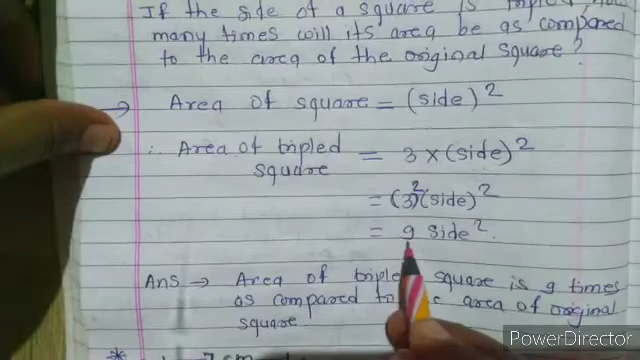 If the side of a square is tripled, how
many times will its area be as compared
to the area of the original square?
→ Area of square = (side)²
∴ Area of tripled
square = 3 × (side)²
= (3)² (side)²
= 9 side².
Ans → Area of triple square is 9 times
as compared to area of original
square.
PowerDirector